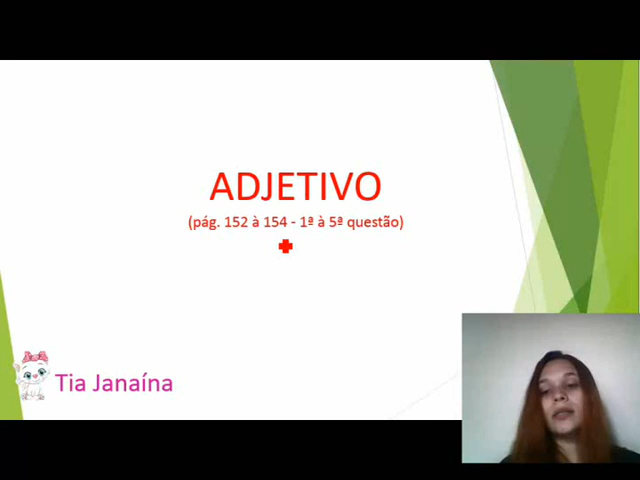 ADJETIVO
(pág. 152 à 154 - 1ª à 5ª questão)
Tia Janaína